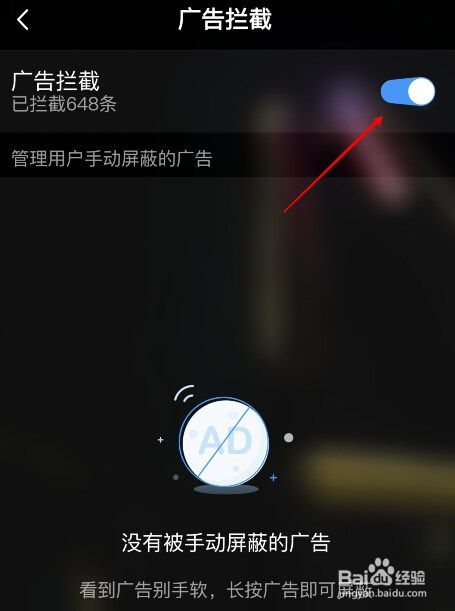 广告拦截
广告拦截
已拦截648条
管理用户手动屏蔽的广告
AD
没有被手动屏蔽的广告
看到广告别手软，长按广告即可屏蔽
Baidu经验
jingyan.baidu.com